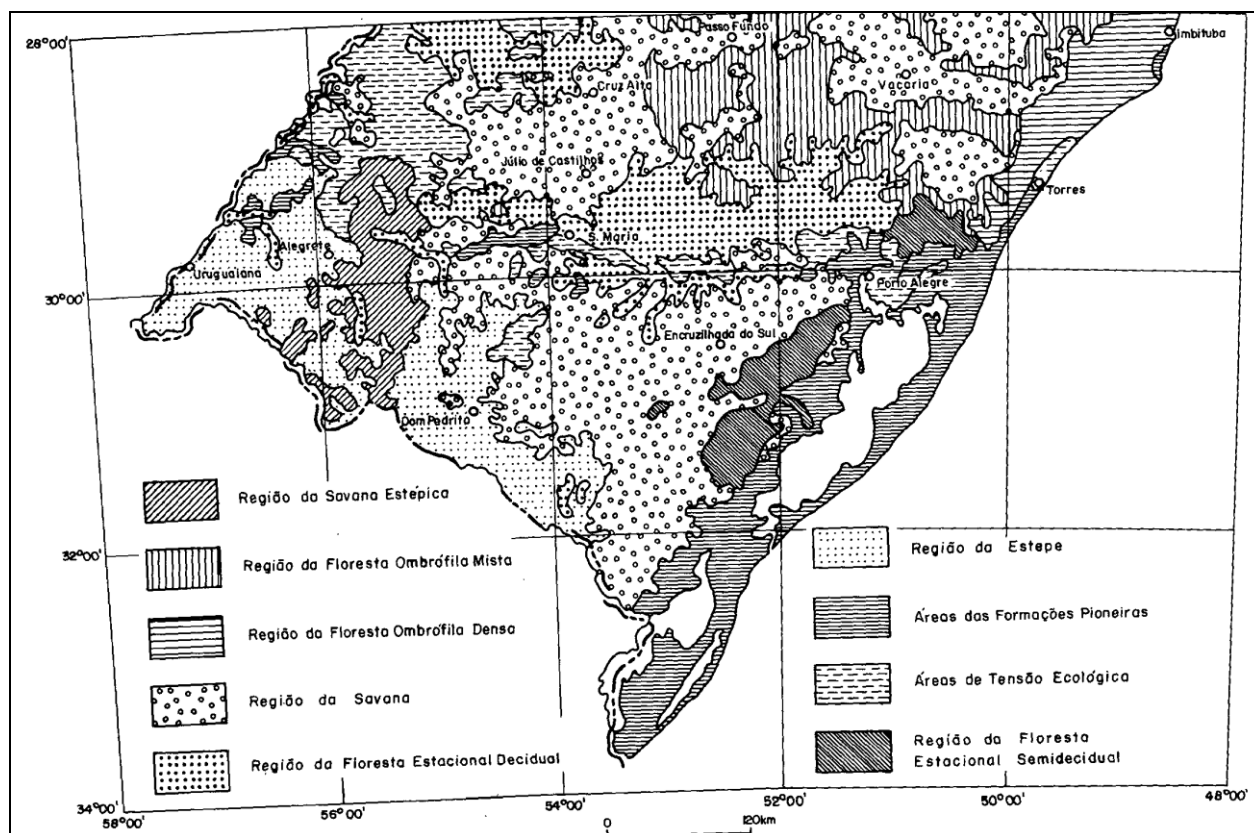 28°00'
30°00'
32°00'
34°00'
58°00'
56°00'
54°00'
52°00'
50°00'
48°00'
Passo Fundo
Imbituba
Vacaria
Cruz Alta
Júlio de Castilhos
Torres
S. Maria
Alegrete
Uruguaiana
Porto Alegre
Encruzilhada do Sul
Dom Pedrito
Região da Savana Estépica
Região da Floresta Ombrófila Mista
Região da Floresta Ombrófila Densa
Região da Savana
Região da Floresta Estacional Decidual
Região da Estepe
Áreas das Formações Pioneiras
Áreas de Tensão Ecológica
Região da Floresta
Estacional Semidecidual
0 120km